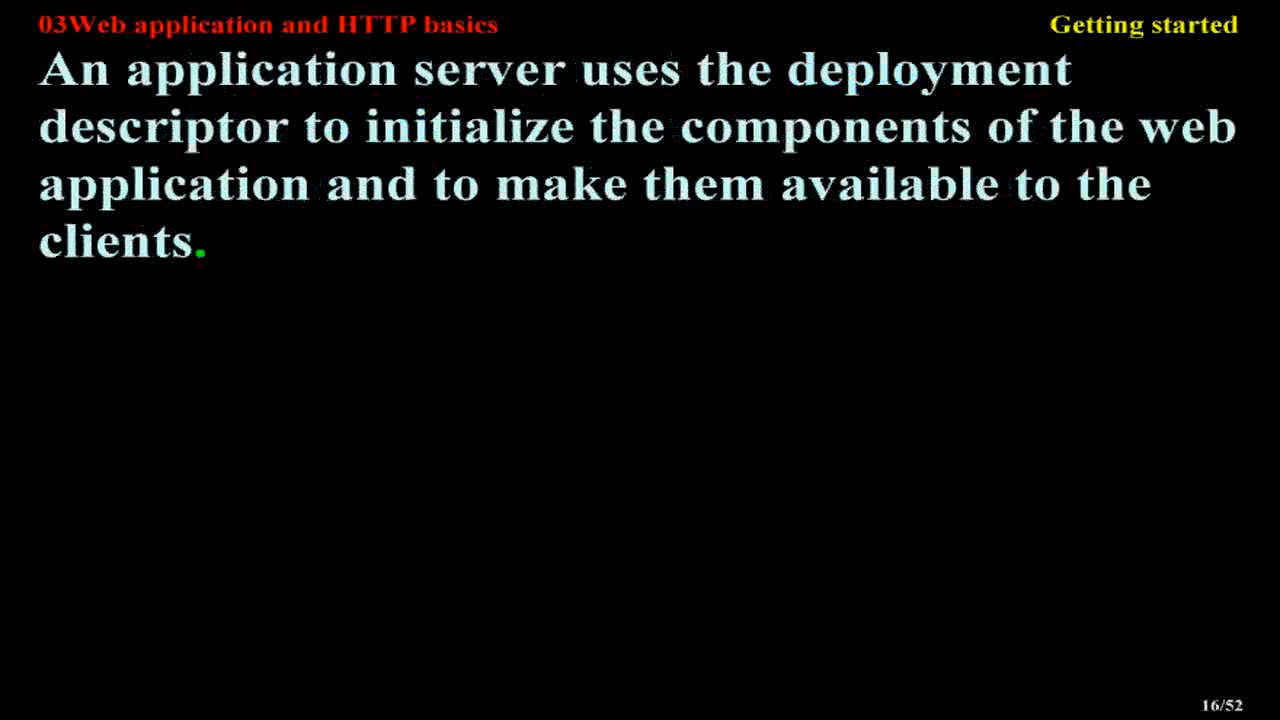 03Web application and HTTP basics Getting started
An application server uses the deployment
descriptor to initialize the components of the web
application and to make them available to the
clients.
16/52